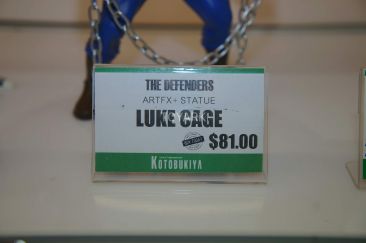 THE DEFENDERS
ARTFX+ STATUE
LUKE CAGE
$81.00
KOTOBUKIYA